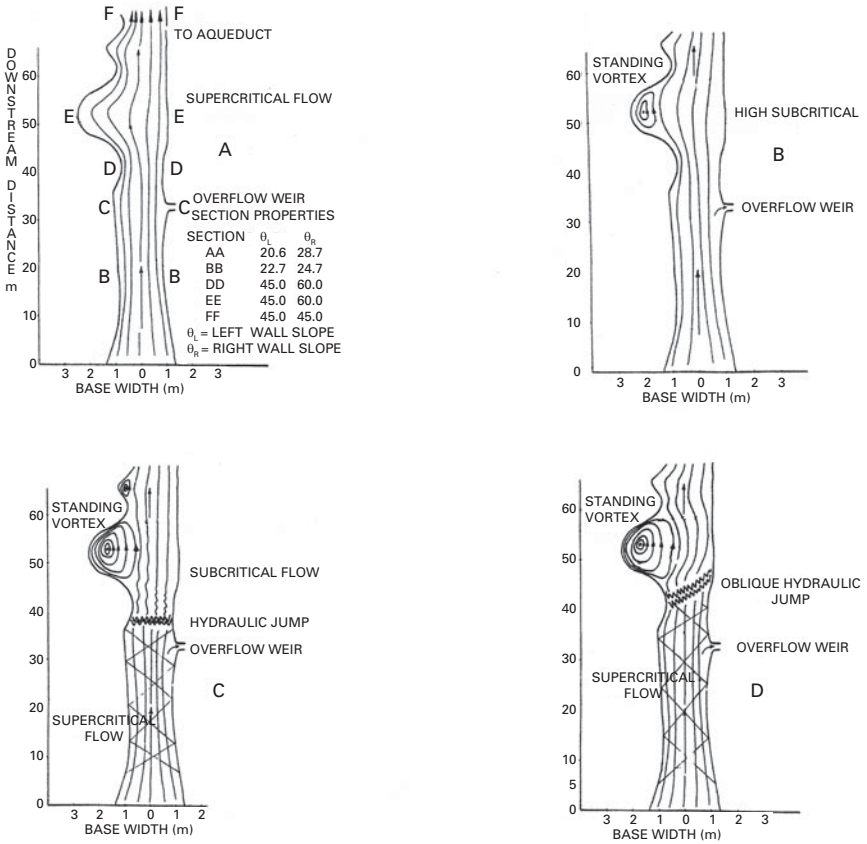 F F
TO AQUEDUCT
DOWNSTREAM DISTANCE m
60
50
40
30
20
10
0
SUPERCRITICAL FLOW
E E
A
D D
OVERFLOW WEIR
C C
SECTION PROPERTIES
SECTION θL θR
AA 20.6 28.7
BB 22.7 24.7
DD 45.0 60.0
EE 45.0 60.0
FF 45.0 45.0
θL = LEFT WALL SLOPE
θR = RIGHT WALL SLOPE
B B
3 2 1 0 1 2 3
BASE WIDTH (m)
STANDING
VORTEX
60
50
40
30
20
10
0
HIGH SUBCRITICAL
B
OVERFLOW WEIR
3 2 1 0 1 2 3
BASE WIDTH (m)
STANDING
VORTEX
60
50
40
30
20
10
0
SUBCRITICAL FLOW
HYDRAULIC JUMP
OVERFLOW WEIR
C
SUPERCRITICAL
FLOW
3 2 1 0 1 2
BASE WIDTH (m)
STANDING
VORTEX
60
50
40
30
20
10
5
0
OBLIQUE HYDRAULIC
JUMP
OVERFLOW WEIR
SUPERCRITICAL
FLOW
D
3 2 1 0 1 2 3
BASE WIDTH (m)